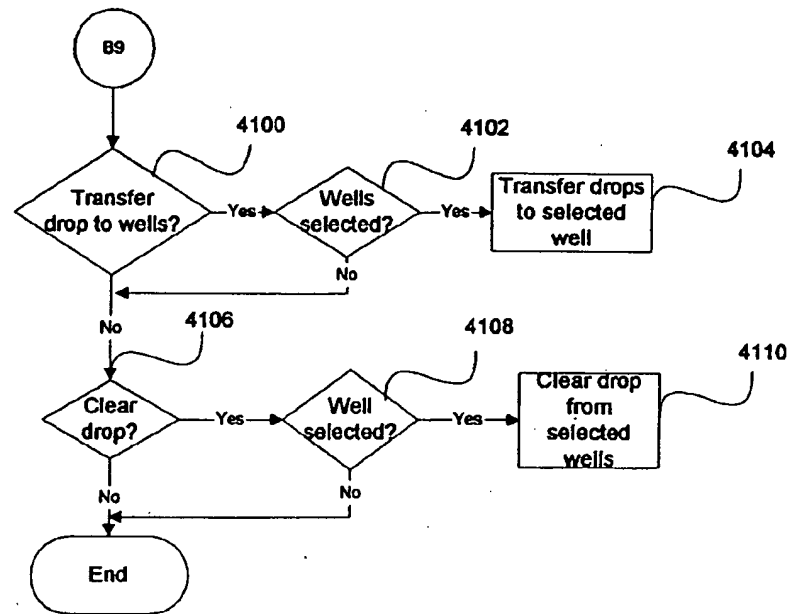 B9
4100
4102
4104
Transfer
drop to wells?
Yes
Wells
selected?
Yes
Transfer drops
to selected
well
No
No
4106
4108
4110
Clear
drop?
Yes
Well
selected?
Yes
Clear drop
from
selected
wells
No
No
End